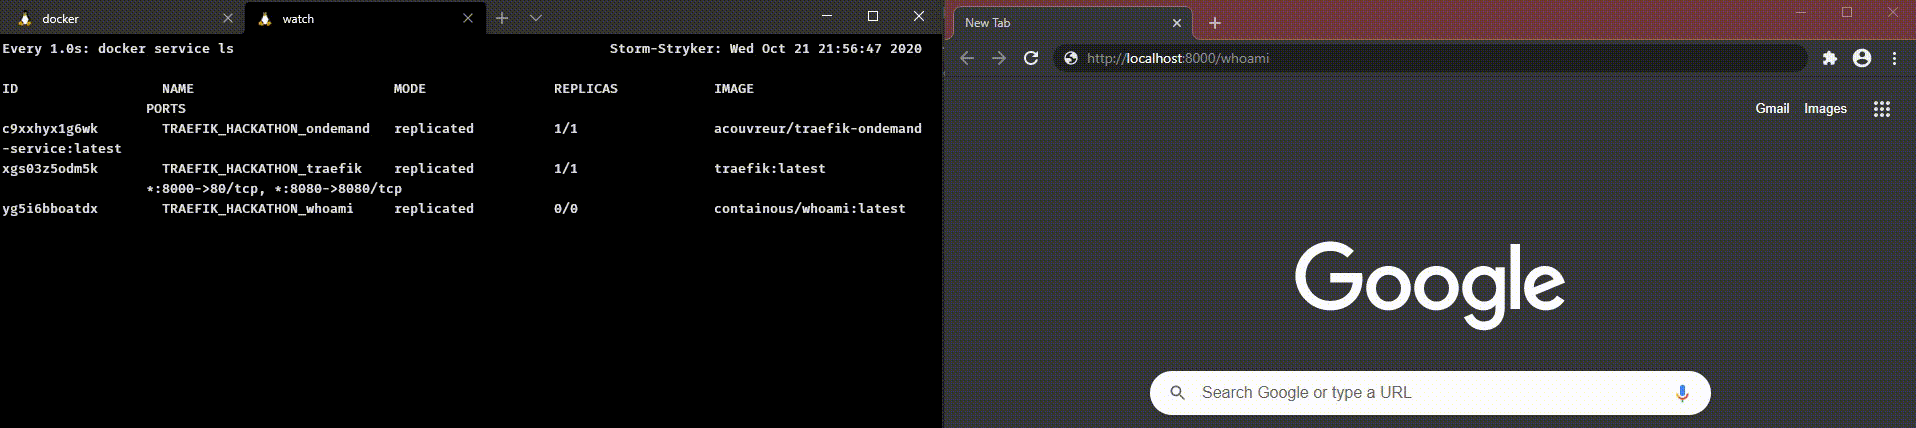 docker
watch
Every 1.0s: docker service ls Storm-Stryker: Wed Oct 21 21:56:47 2020
ID NAME MODE REPLICAS IMAGE
PORTS
c9xxhyx1g6wk TRAEFIK_HACKATHON_ondemand replicated 1/1 acouvreur/traefik-ondemand
-service:latest
xgs03z5odm5k TRAEFIK_HACKATHON_traefik replicated 1/1 traefik:latest
*:8000->80/tcp, *:8080->8080/tcp
yg5i6bboatdx TRAEFIK_HACKATHON_whoami replicated 0/0 containous/whoami:latest
New Tab
http://localhost:8000/whoami
Gmail Images
Google
Search Google or type a URL